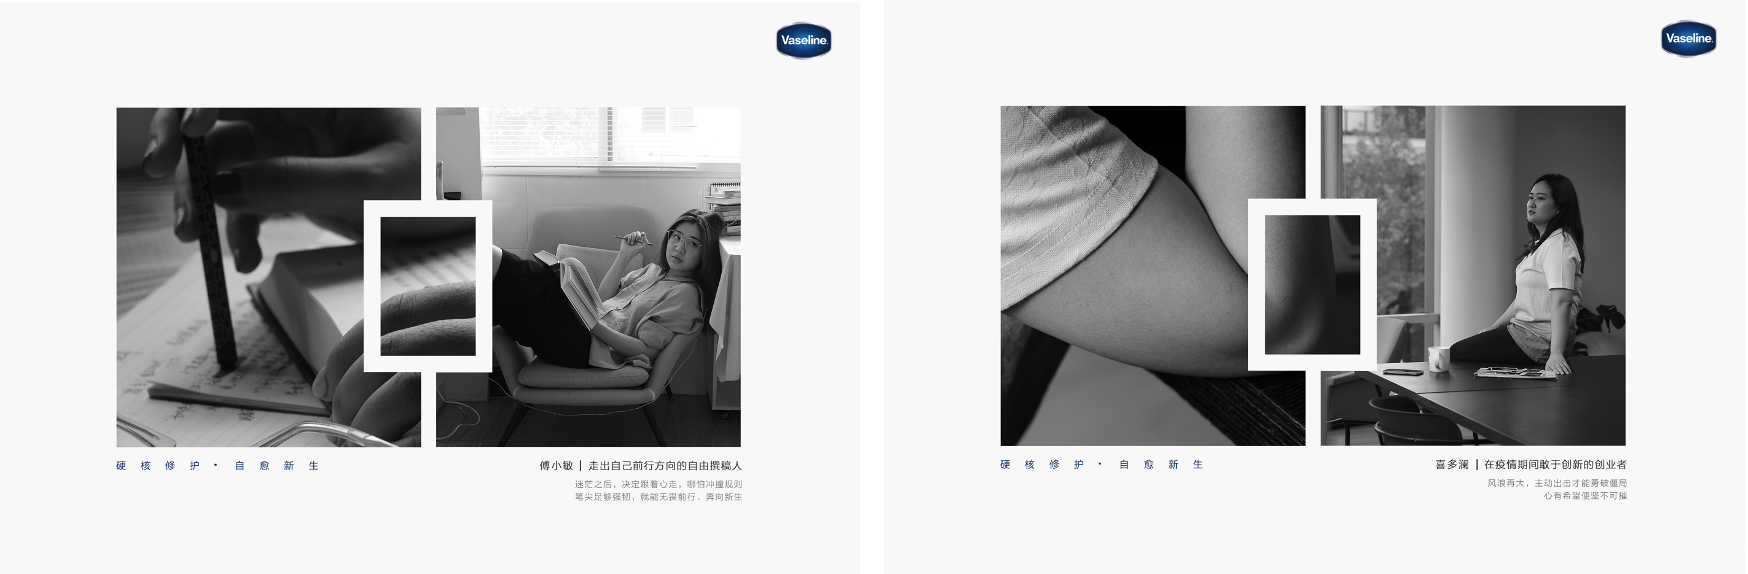 Vaseline
硬核修护·自愈新生
傅小敏 | 走出自己前行方向的自由撰稿人
迷茫之后，决定跟着心走，哪怕冲撞规则
笔尖足够强韧，就能无畏前行、奔向新生
Vaseline
硬核修护·自愈新生
喜多澜 | 在疫情期间敢于创新的创业者
风浪再大，主动出击才能勇破僵局
心有希望便坚不可摧